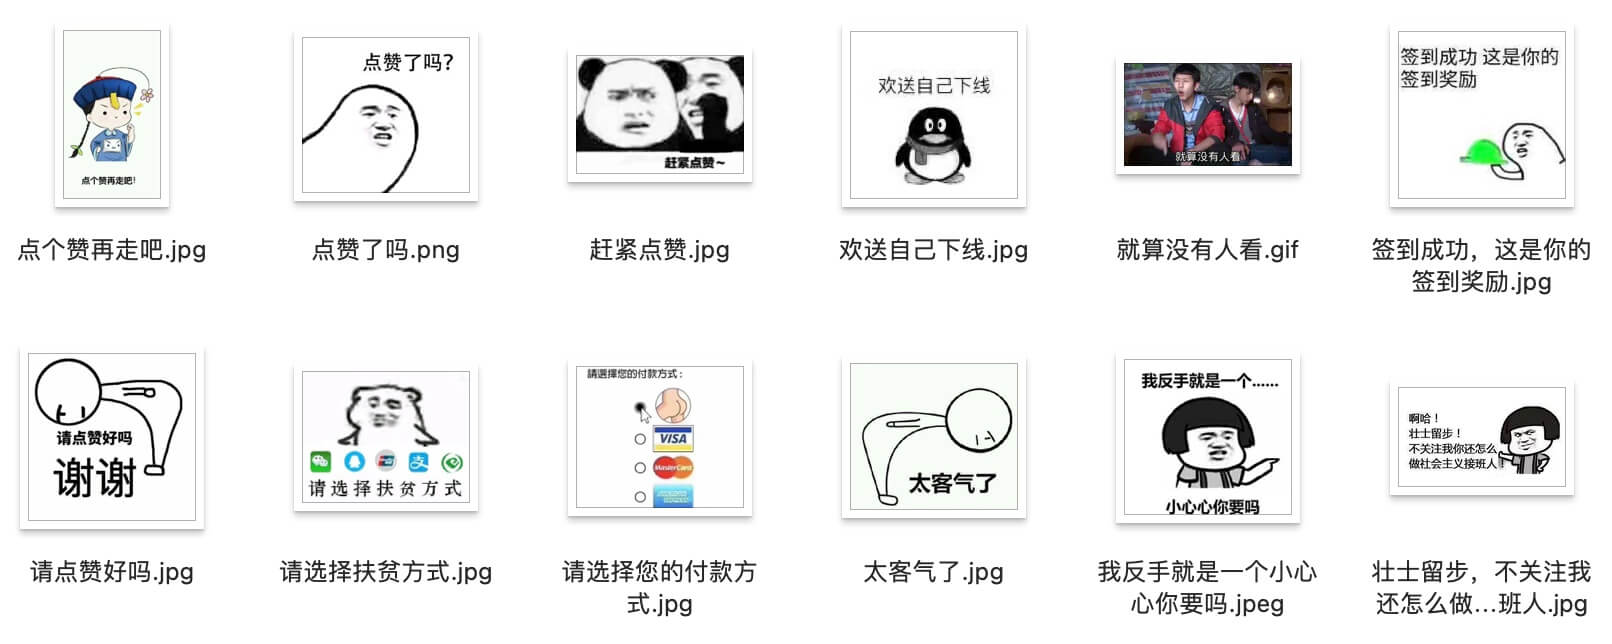 点个赞再走吧!
点赞了吗?
赶紧点赞~
欢送自己下线
就算没有人看
签到成功 这是你的
签到奖励
点个赞再走吧.jpg
点赞了吗.png
赶紧点赞.jpg
欢送自己下线.jpg
就算没有人看.gif
签到成功，这是你的
签到奖励.jpg
请点赞好吗
谢谢
请选择扶贫方式
請選擇您的付款方式:
VISA
MasterCard
太客气了
我反手就是一个......
小心心你要吗
啊哈!
壮士留步!
不关注我你还怎么
做社会主义接班人!
请点赞好吗.jpg
请选择扶贫方式.jpg
请选择您的付款方
式.jpg
太客气了.jpg
我反手就是一个小心
心你要吗.jpeg
壮士留步，不关注我
还怎么做...班人.jpg